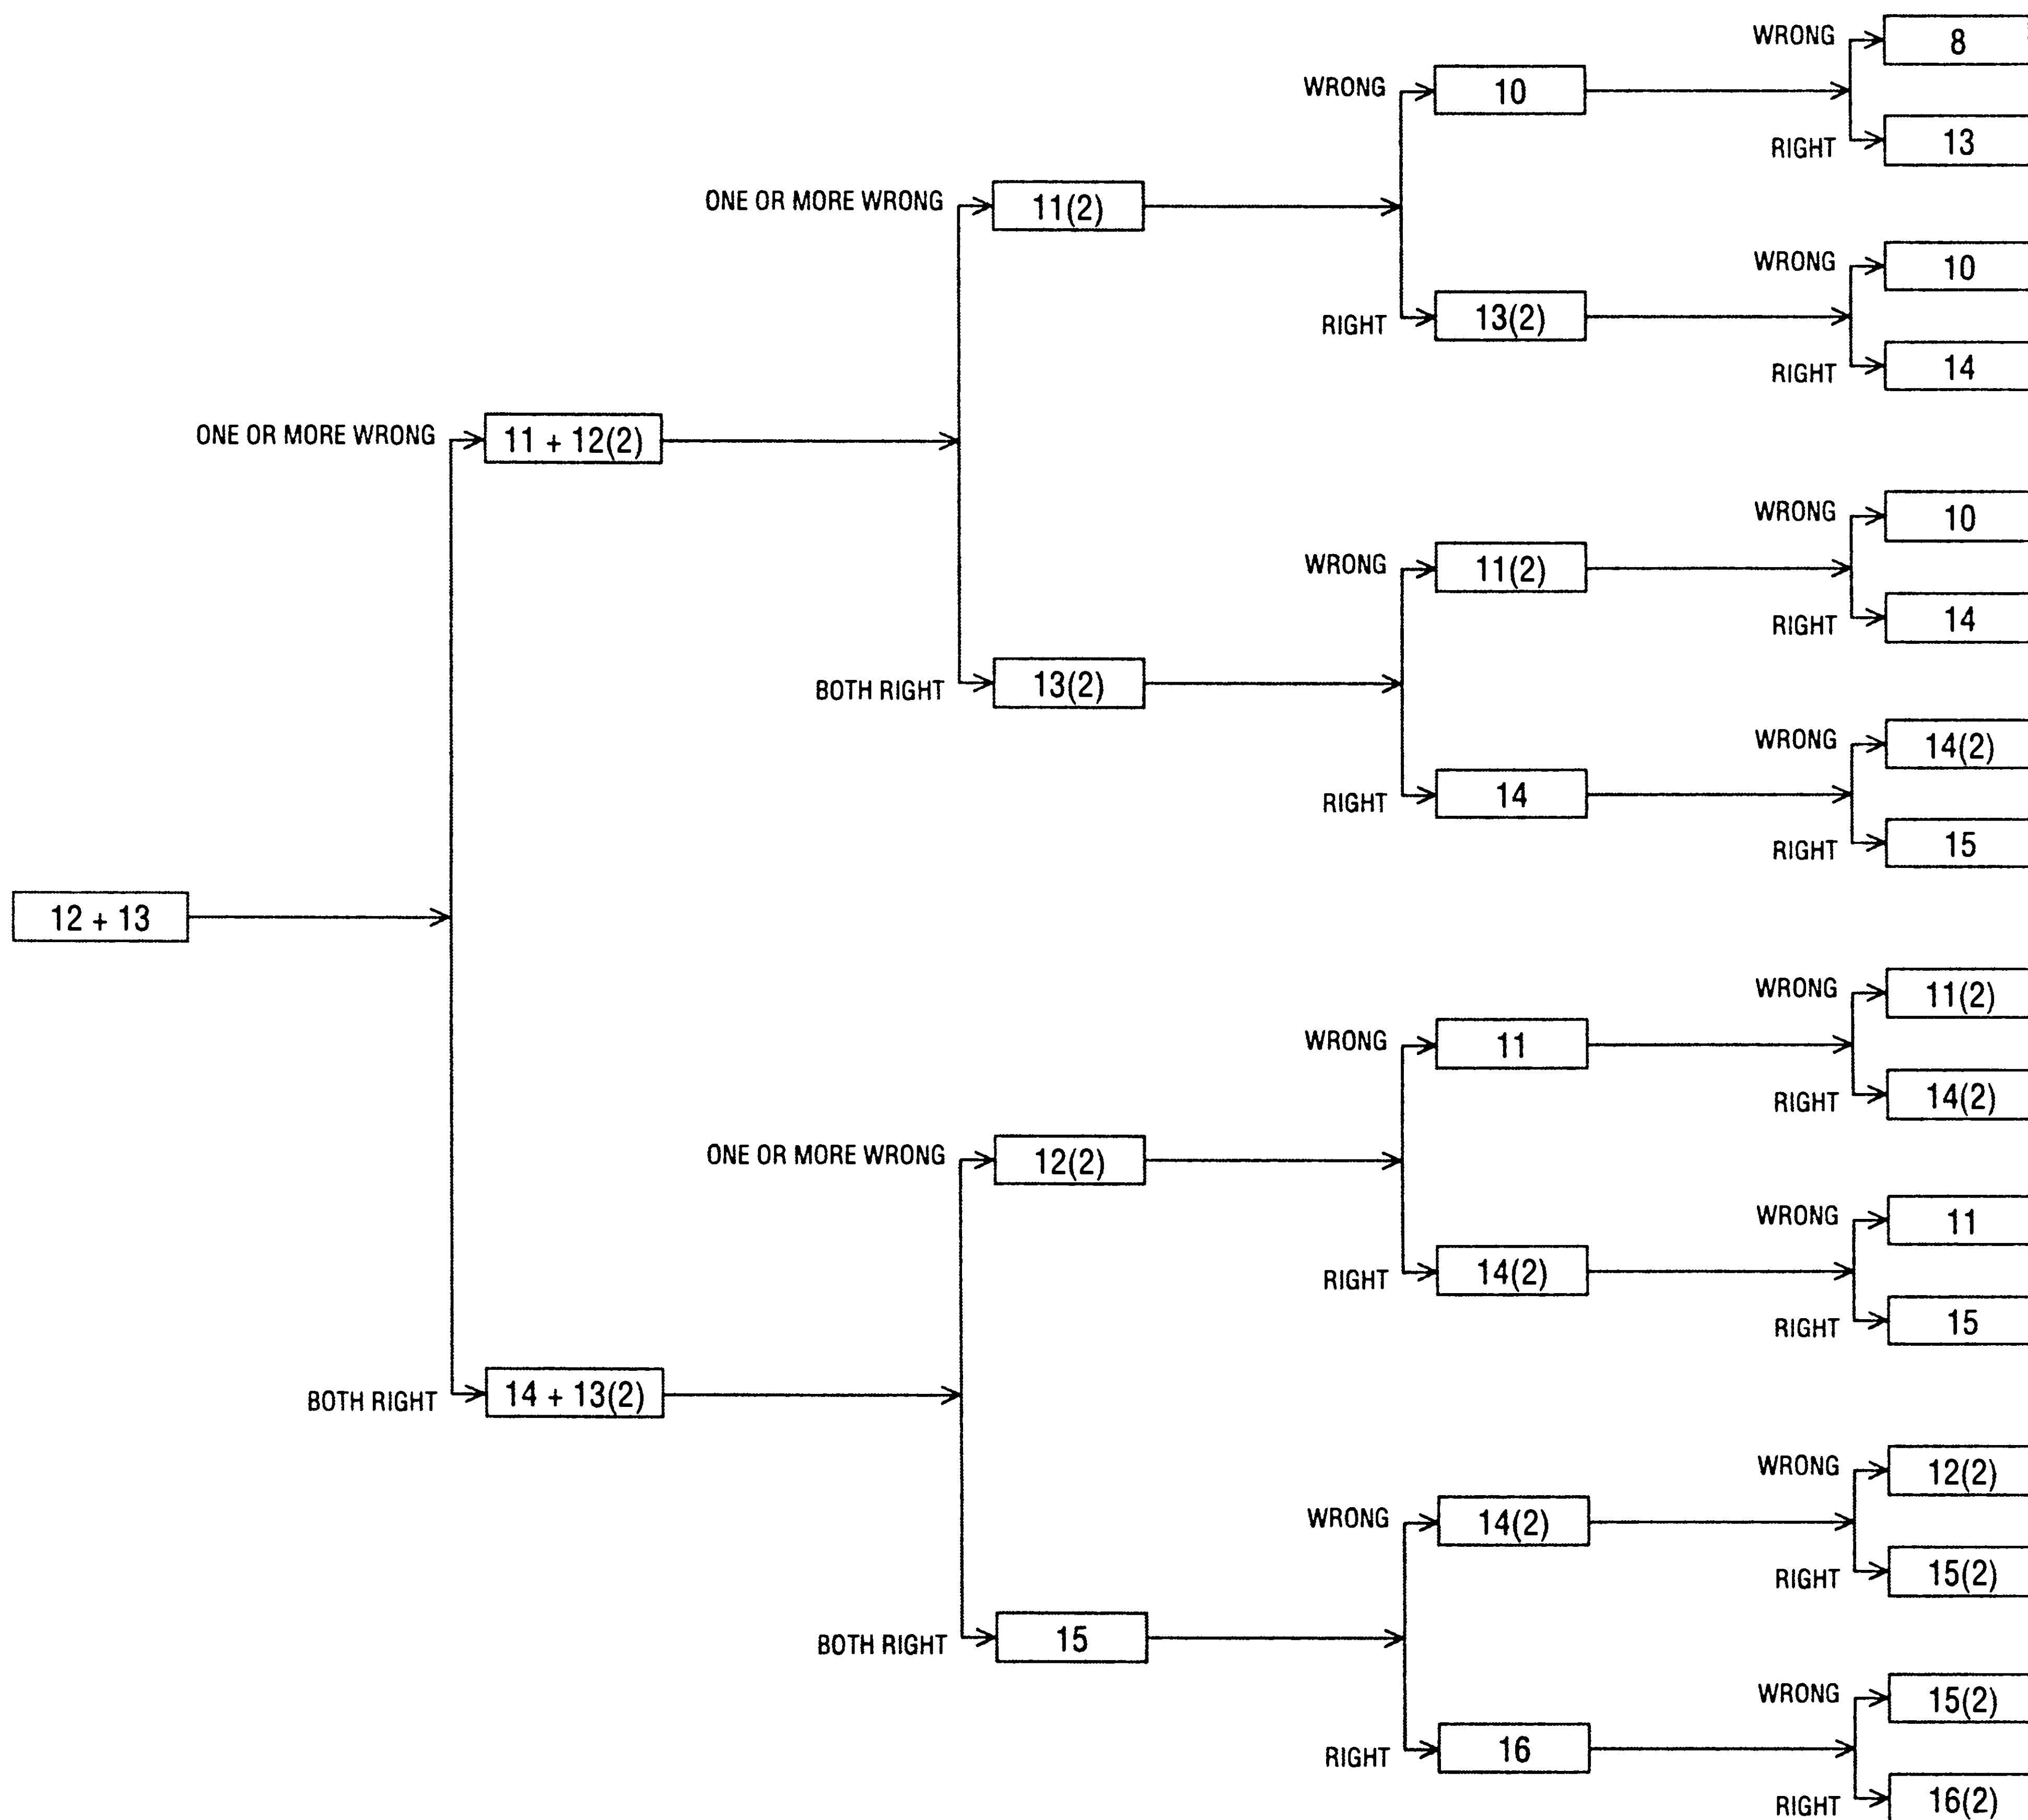 WRONG
8
WRONG
10
RIGHT
13
ONE OR MORE WRONG
11(2)
WRONG
10
RIGHT
13(2)
RIGHT
14
ONE OR MORE WRONG
11 + 12(2)
WRONG
10
WRONG
11(2)
RIGHT
14
BOTH RIGHT
13(2)
WRONG
14(2)
RIGHT
14
RIGHT
15
12 + 13
WRONG
11(2)
WRONG
11
RIGHT
14(2)
ONE OR MORE WRONG
12(2)
WRONG
11
RIGHT
14(2)
RIGHT
15
BOTH RIGHT
14 + 13(2)
WRONG
12(2)
WRONG
14(2)
RIGHT
15(2)
BOTH RIGHT
15
WRONG
15(2)
RIGHT
16
RIGHT
16(2)